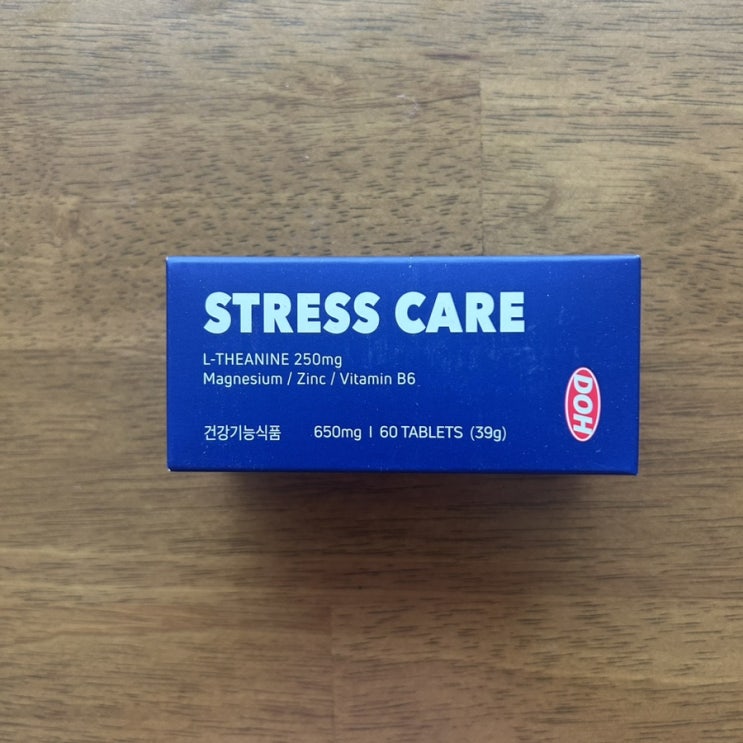 STRESS CARE
L-THEANINE 250mg
Magnesium / Zinc / Vitamin B6
건강기능식품 650mg | 60 TABLETS (39g)
DOH